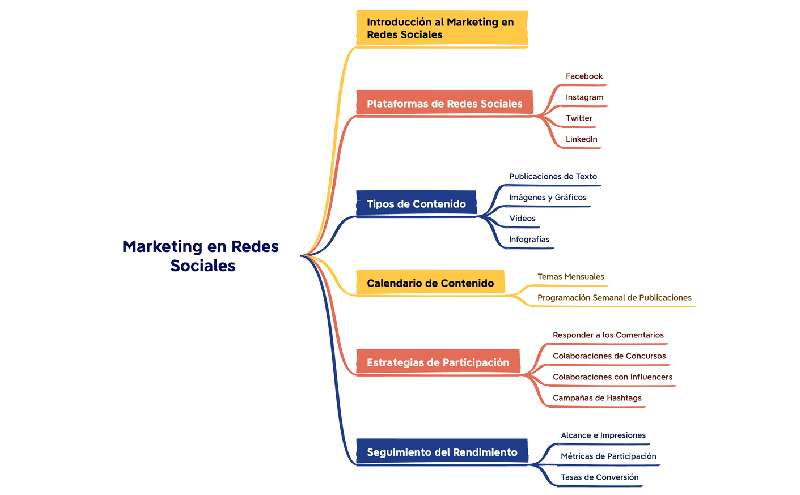 Introducción al Marketing en
Redes Sociales
Plataformas de Redes Sociales
Facebook
Instagram
Twitter
LinkedIn
Tipos de Contenido
Publicaciones de Texto
Imágenes y Gráficos
Videos
Infografías
Marketing en Redes
Sociales
Calendario de Contenido
Temas Mensuales
Programación Semanal de Publicaciones
Estrategias de Participación
Responder a los Comentarios
Colaboraciones de Concursos
Colaboraciones con Influencers
Campañas de Hashtags
Seguimiento del Rendimiento
Alcance e Impresiones
Métricas de Participación
Tasas de Conversión